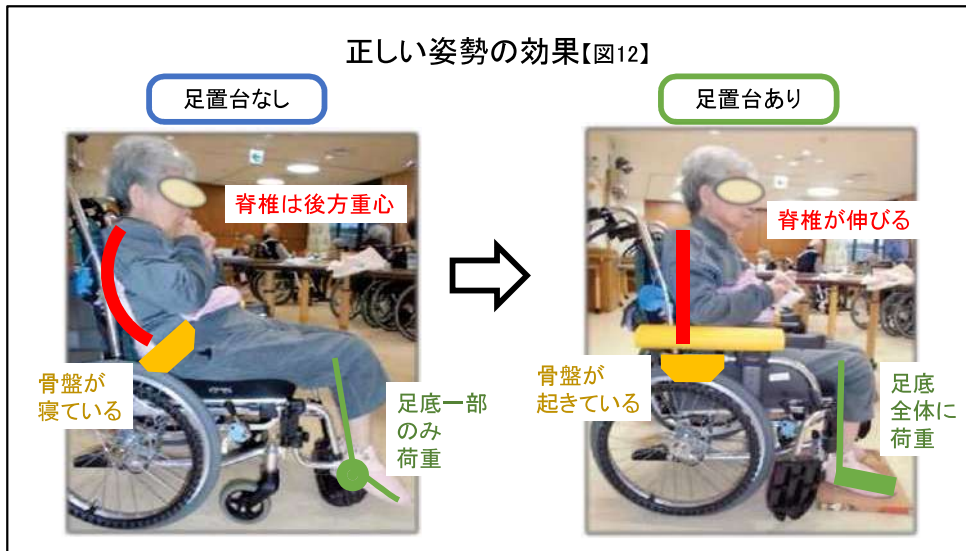 正しい姿勢の効果【図12】
足置台なし
足置台あり
脊椎は後方重心
骨盤が
寝ている
足底一部
のみ
荷重
脊椎が伸びる
骨盤が
起きている
足底
全体に
荷重